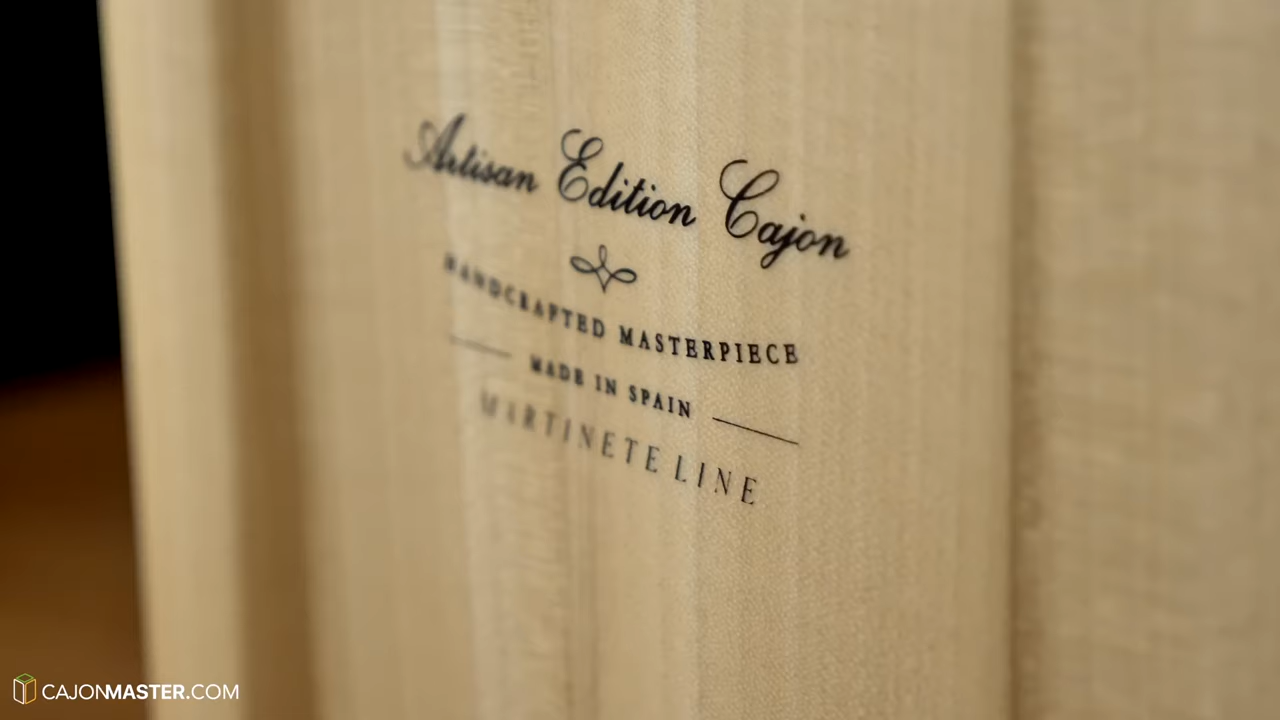 Artisan Edition Cajon
HANDCRAFTED MASTERPIECE
MADE IN SPAIN
MARTINETE LINE
CAJONMASTER.COM